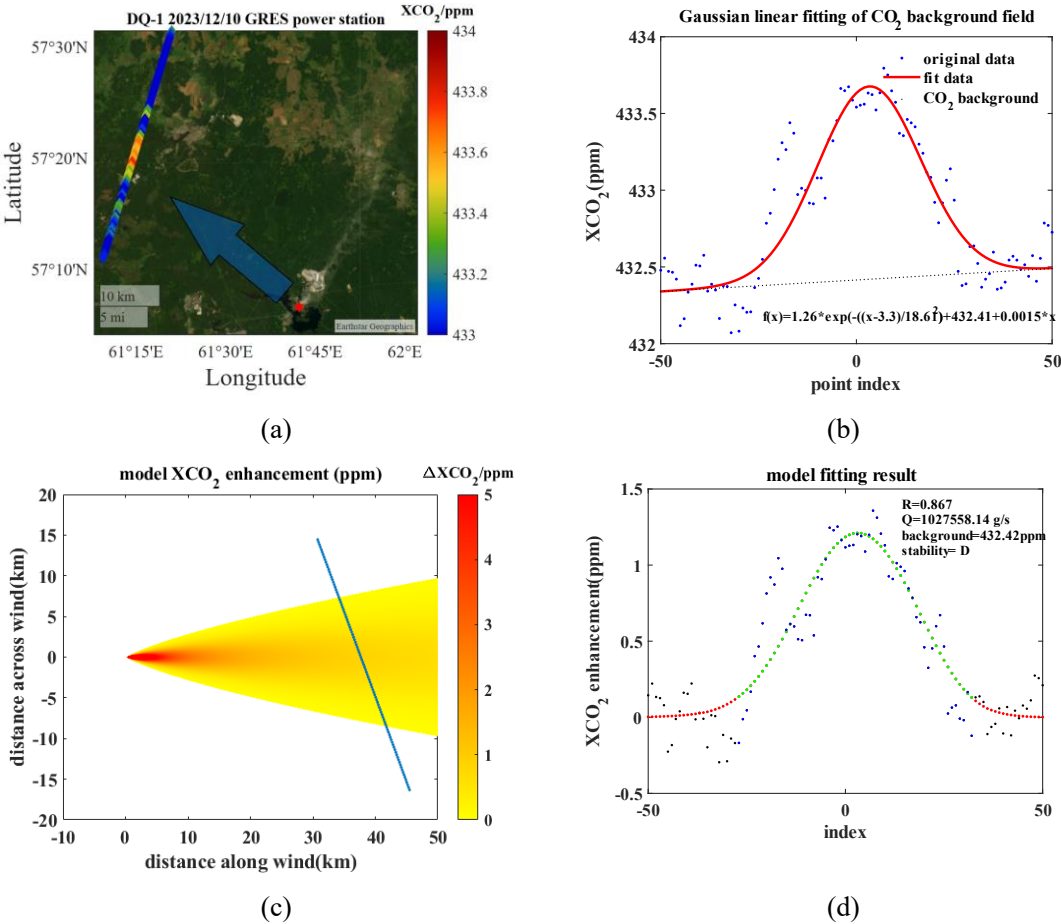 DQ-1 2023/12/10 GRES power station
XCO2/ppm
57°30'N
57°20'N
57°10'N
Latitude
10 km
5 mi
Earthstar Geographics
61°15'E 61°30'E 61°45'E 62°E
Longitude
434
433.8
433.6
433.4
433.2
433
(a)
Gaussian linear fitting of CO2 background field
434
433.5
433
432.5
432
XCO2(ppm)
original data
fit data
CO2 background
f(x)=1.26*exp(-((x-3.3)/18.6)²)+432.41+0.0015*x
-50 0 50
point index
(b)
model XCO2 enhancement (ppm)
△XCO2/ppm
20
15
10
5
0
-5
-10
-15
-20
distance across wind(km)
-10 0 10 20 30 40 50
distance along wind(km)
5
4
3
2
1
0
(c)
model fitting result
1.5
1
0.5
0
-0.5
XCO2 enhancement(ppm)
R=0.867
Q=1027558.14 g/s
background=432.42ppm
stability= D
-50 0 50
index
(d)